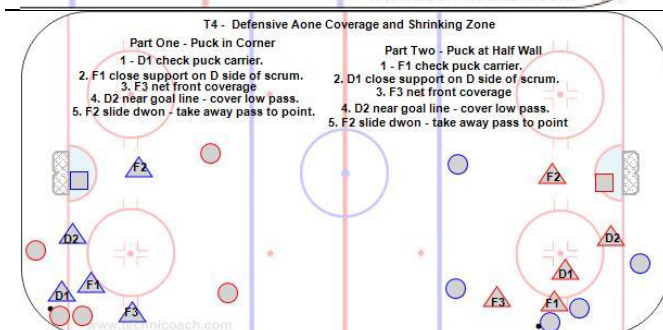 T4 - Defensive Aone Coverage and Shrinking Zone
Part One - Puck in Corner
1 - D1 check puck carrier.
2. F1 close support on D side of scrum.
3. F3 net front coverage
4. D2 near goal line - cover low pass.
5. F2 slide dwon - take away pass to point.
Part Two - Puck at Half Wall
1 - F1 check puck carrier.
2. D1 close support on D side of scrum.
3. F3 net front coverage
4. D2 near goal line - cover low pass.
5. F2 slide dwon - take away pass to point
F2
D2
D1
F1
F3
F2
D2
D1
F3
F1
www.technicoach.com